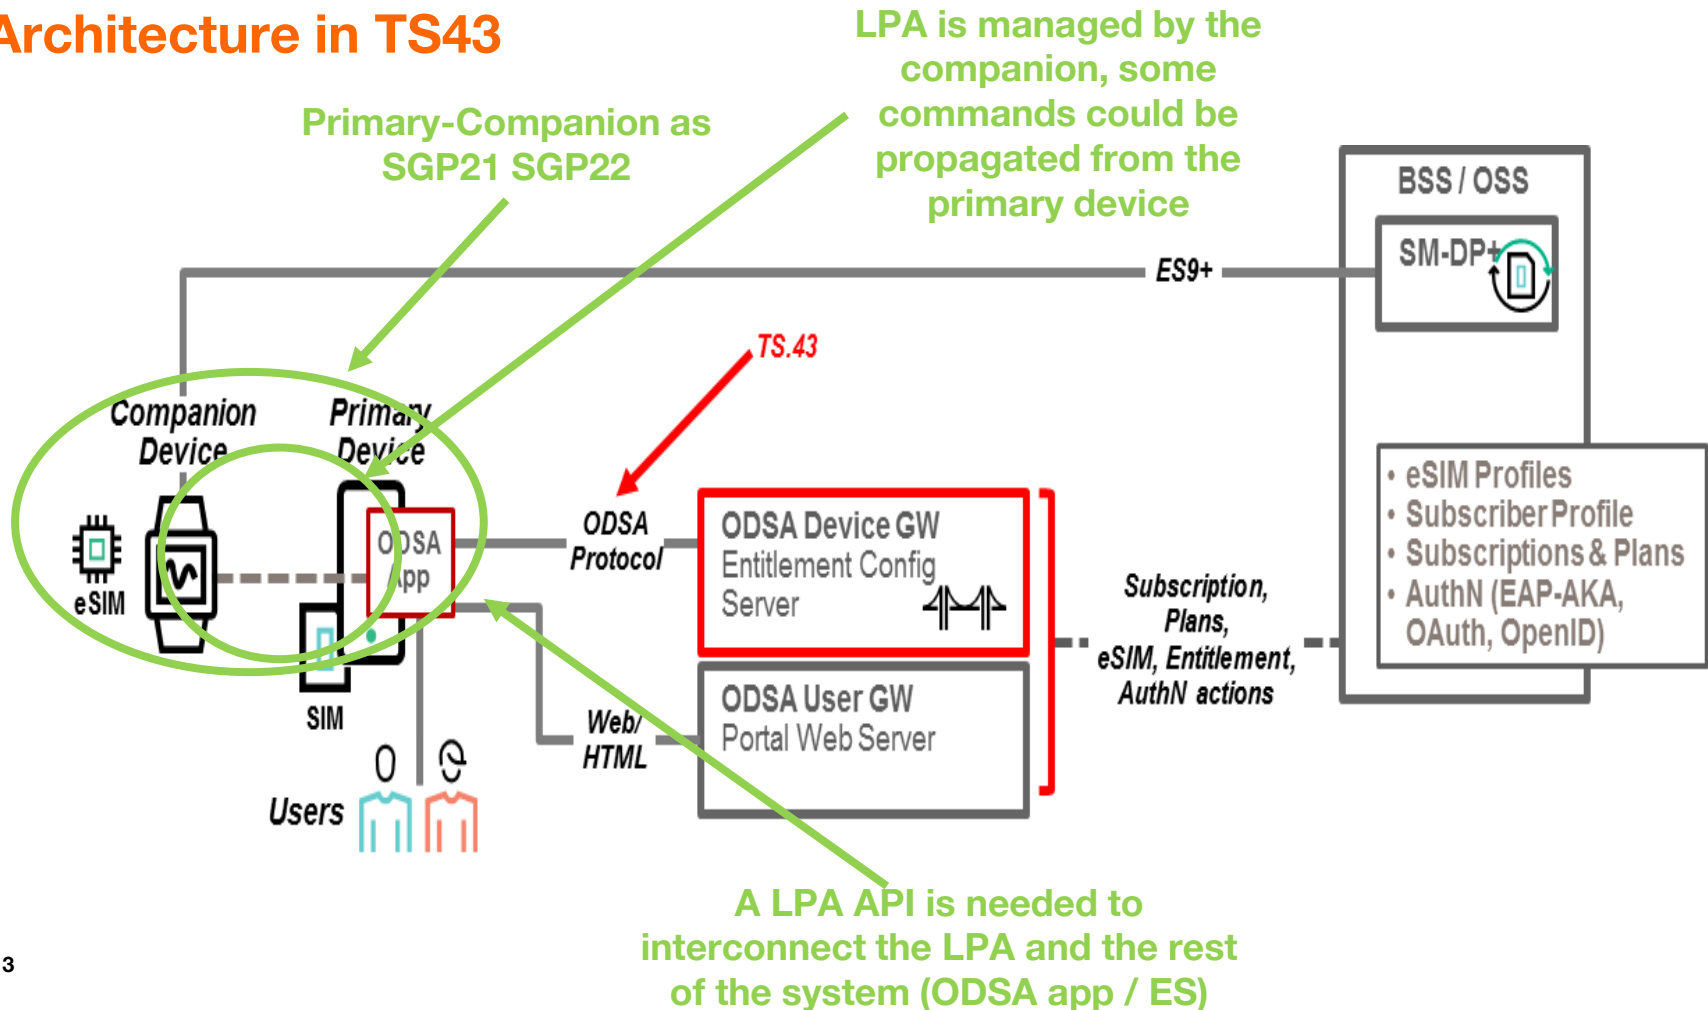 Architecture in TS43
LPA is managed by the
companion, some
commands could be
propagated from the
primary device
Primary-Companion as
SGP21 SGP22
BSS / OSS
SM-DP+
ES9+
TS.43
Companion
Device
Primary
Device
eSIM
ODSA
App
SIM
Users
ODSA
Protocol
Web/
HTML
ODSA Device GW
Entitlement Config
Server
ODSA User GW
Portal Web Server
Subscription,
Plans,
eSIM, Entitlement,
AuthN actions
• eSIM Profiles
• Subscriber Profile
• Subscriptions & Plans
• AuthN (EAP-AKA,
OAuth, OpenID)
A LPA API is needed to
interconnect the LPA and the rest
of the system (ODSA app / ES)
3